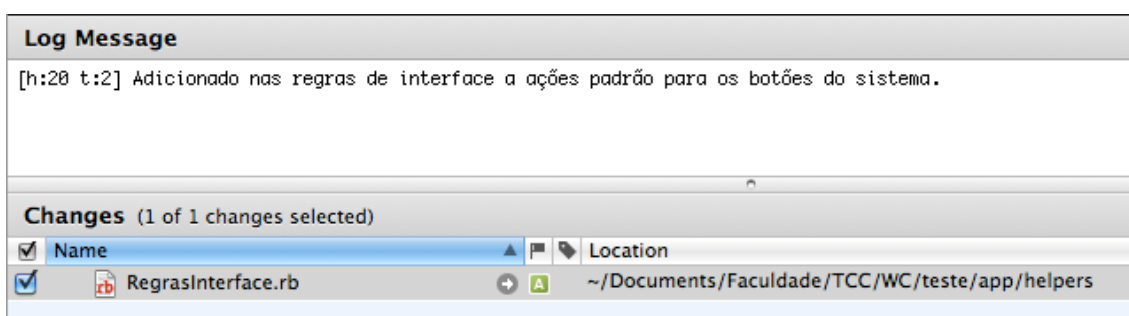 Log Message
[h:20 t:2] Adicionado nas regras de interface a ações padrão para os botões do sistema.
Changes (1 of 1 changes selected)
Name Location
rb RegrasInterface.rb A ~/Documents/Faculdade/TCC/WC/teste/app/helpers